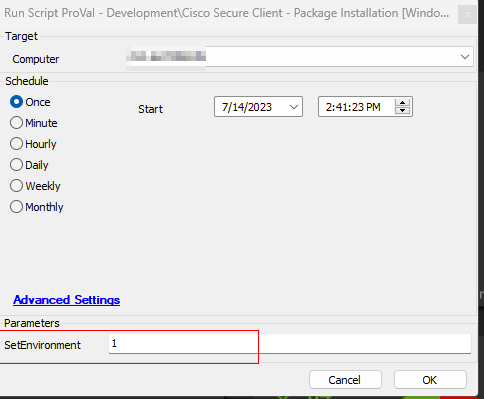 Run Script ProVal - Development\Cisco Secure Client - Package Installation [Windo...
Target
Computer
Schedule
Once
Start
7/14/2023
2:41:23 PM
Minute
Hourly
Daily
Weekly
Monthly
Advanced Settings
Parameters
SetEnvironment
1
Cancel
OK